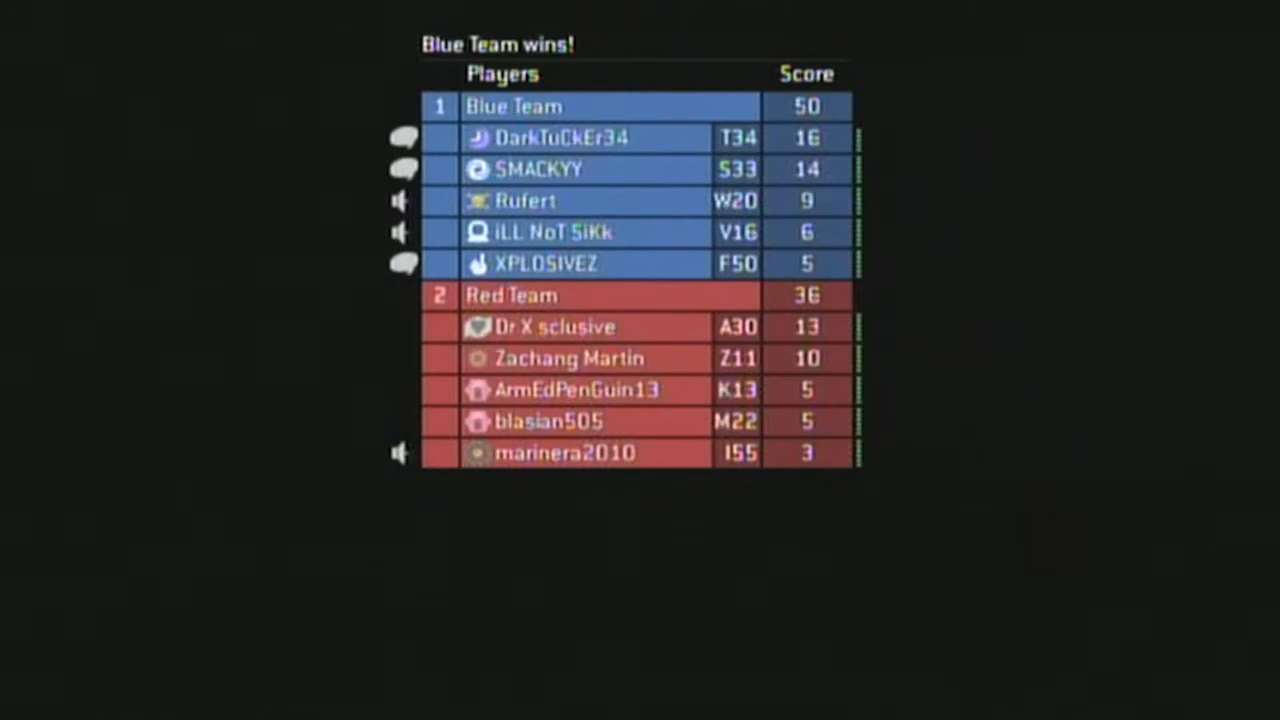 Blue Team wins!
Players Score
1 Blue Team 50
DarkTuCkEr34 T34 16
SMACKYY S33 14
Rufert W20 9
iLL NoT SiKk V16 6
XPLOSIVEZ F50 5
2 Red Team 36
Dr X sclusive A30 13
Zachang Martin Z11 10
ArmEdPenGuin13 K13 5
blasian505 M22 5
marinera2010 I55 3